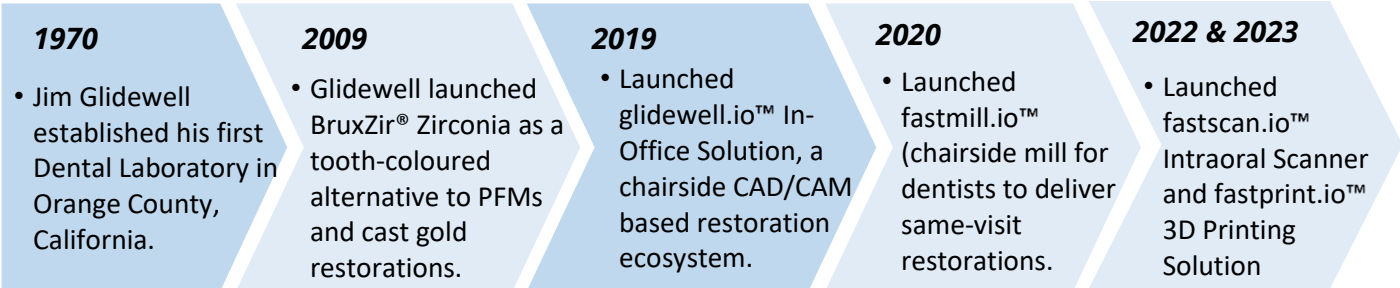 1970
• Jim Glidewell
established his first
Dental Laboratory in
Orange County,
California.
2009
• Glidewell launched
BruxZir® Zirconia as a
tooth-coloured
alternative to PFMs
and cast gold
restorations.
2019
• Launched
glidewell.io™ In-
Office Solution, a
chairside CAD/CAM
based restoration
ecosystem.
2020
• Launched
fastmill.io™
(chairside mill for
dentists to deliver
same-visit
restorations.
2022 & 2023
• Launched
fastscan.io™
Intraoral Scanner
and fastprint.io™
3D Printing
Solution